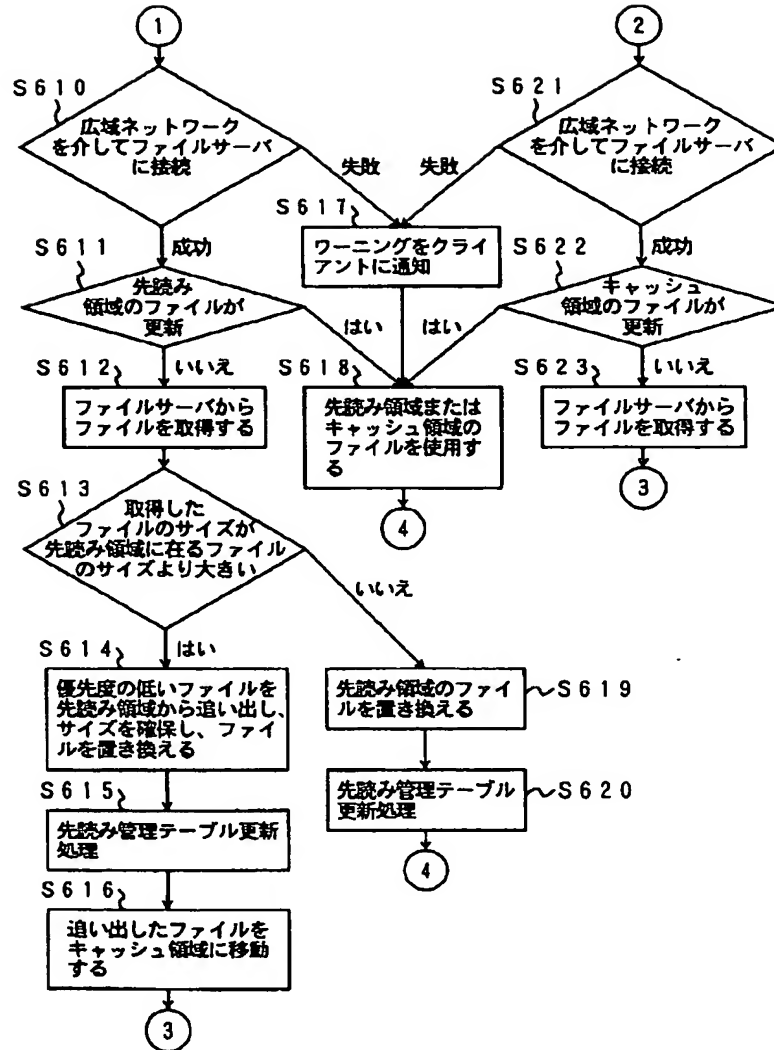 1
2
S610
S621
広域ネットワーク
を介してファイルサーバ
に接続
広域ネットワーク
を介してファイルサーバ
に接続
失敗
失敗
S617
ワーニングをクライ
アントに通知
S611
成功
S622
成功
先読み
領域のファイルが
更新
キャッシュ
領域のファイルが
更新
はい
はい
S612
いいえ
S618
S623
いいえ
ファイルサーバから
ファイルを取得する
先読み領域または
キャッシュ領域の
ファイルを使用す
る
ファイルサーバから
ファイルを取得する
3
4
S613
取得した
ファイルのサイズが
先読み領域に在るファイル
のサイズより大きい
いいえ
S614
はい
優先度の低いファイルを
先読み領域から追い出し、
サイズを確保し、ファイ
ルを置き換える
先読み領域のファイ
ルを置き換える
S619
S615
先読み管理テーブル更新
処理
先読み管理テーブル
更新処理
S620
4
S616
追い出したファイルを
キャッシュ領域に移動
する
3